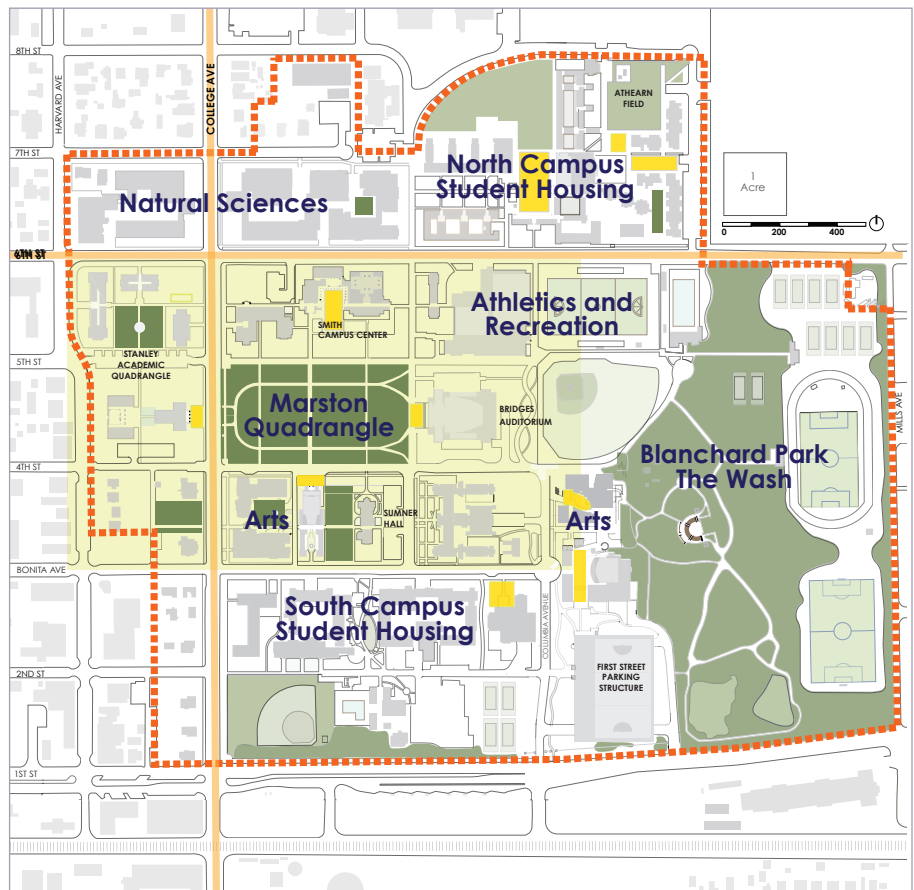 8TH ST
HARVARD AVE
COLLEGE AVE
ATHEARN
FIELD
7TH ST
North Campus
Student Housing
1
Acre
Natural Sciences
0 200 400
6TH ST
Athletics and
Recreation
SMITH
CAMPUS CENTER
STANLEY
ACADEMIC
QUADRANGLE
5TH ST
Marston
Quadrangle
BRIDGES
AUDITORIUM
MILLS AVE
Blanchard Park
The Wash
4TH ST
Arts
SUMNER
HALL
Arts
BONITA AVE
South Campus
Student Housing
COLUMBIA AVENUE
FIRST STREET
PARKING
STRUCTURE
2ND ST
1ST ST